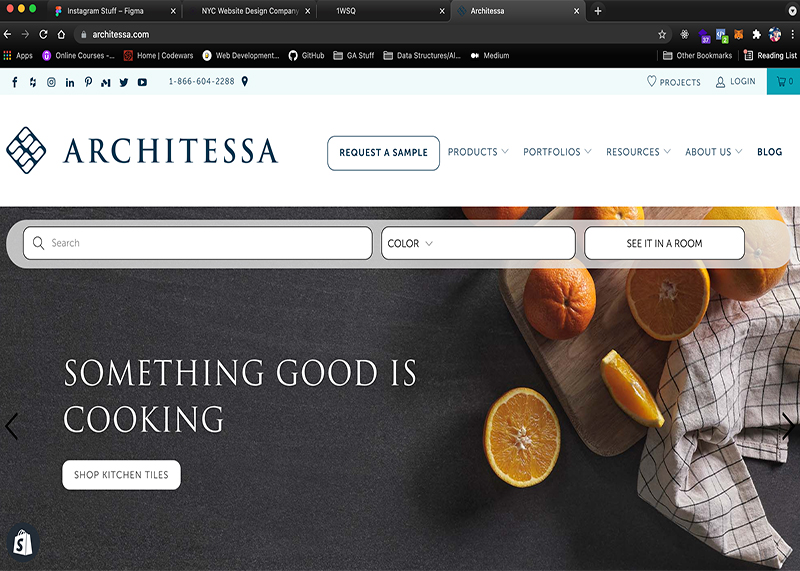 Instagram Stuff – Figma
NYC Website Design Company
1WSQ
Architessa
architessa.com
Apps
Online Courses -...
Home | Codewars
Web Development...
GitHub
GA Stuff
Data Structures/Al...
Medium
Other Bookmarks
Reading List
1-866-604-2288
PROJECTS
LOGIN
0
ARCHITESSA
REQUEST A SAMPLE
PRODUCTS
PORTFOLIOS
RESOURCES
ABOUT US
BLOG
Search
COLOR
SEE IT IN A ROOM
SOMETHING GOOD IS
COOKING
SHOP KITCHEN TILES